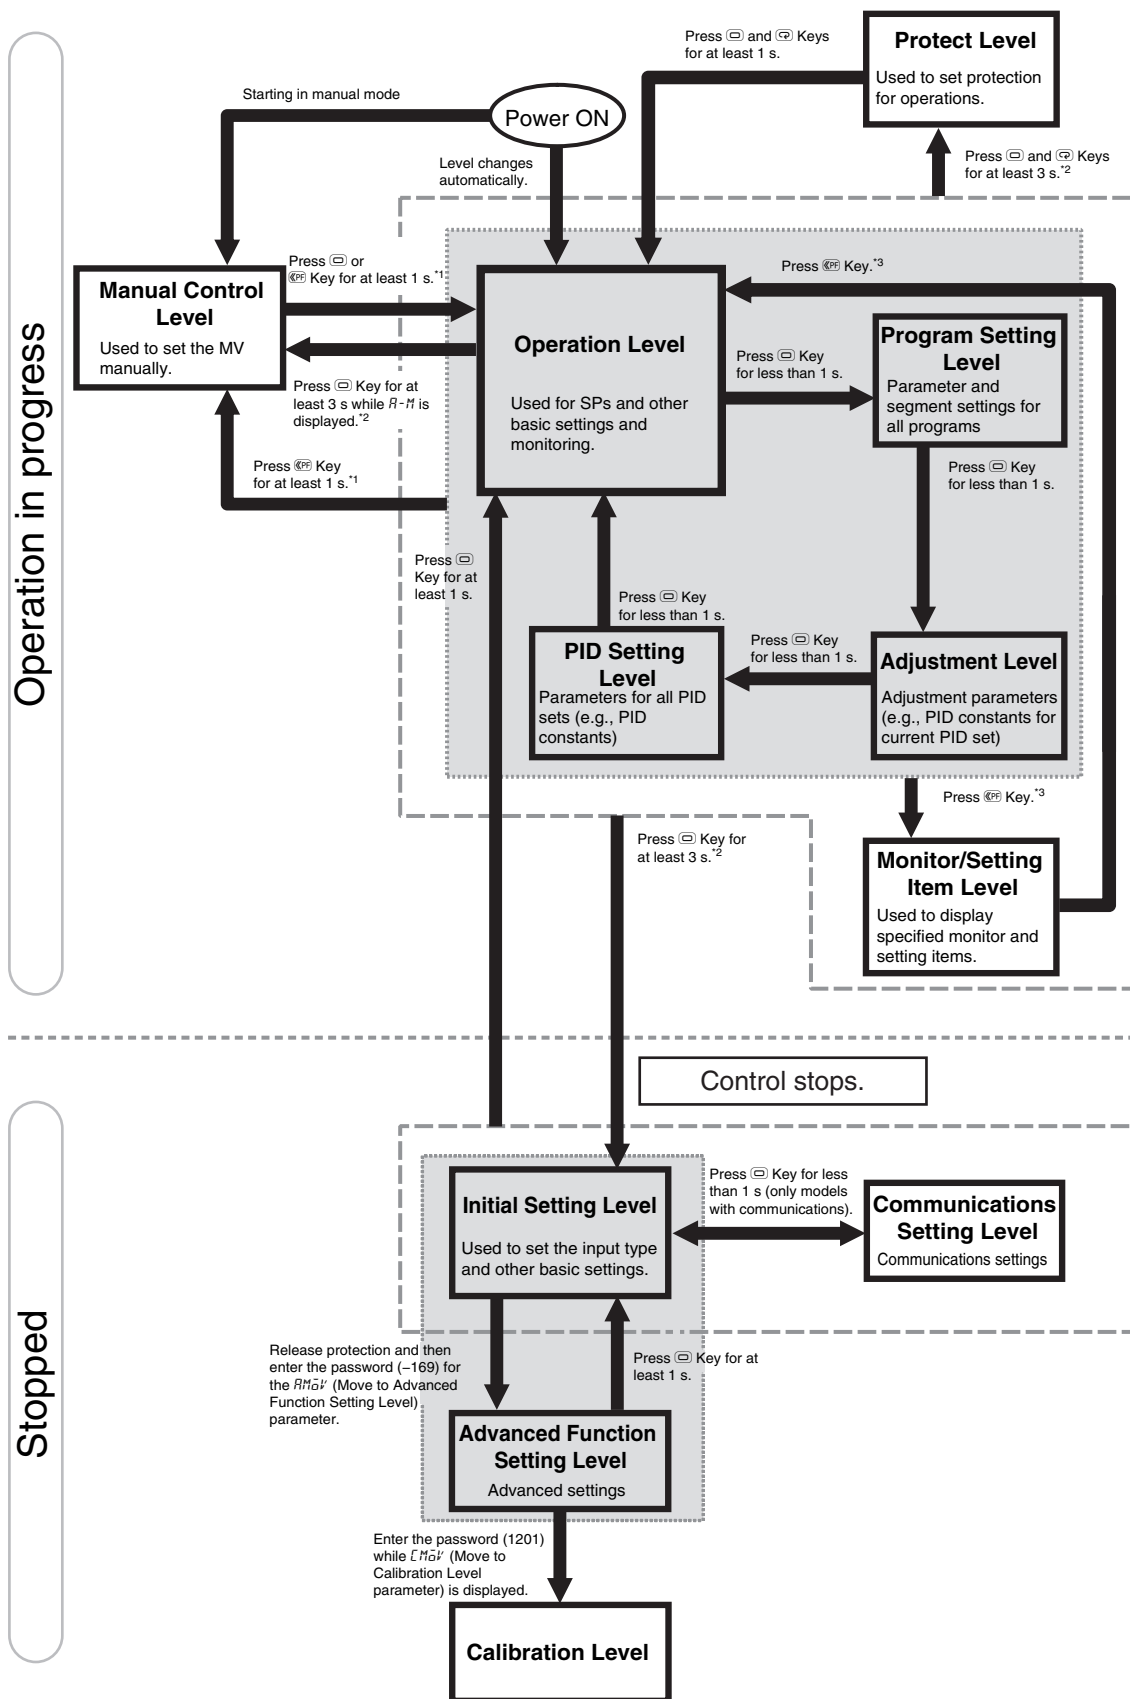 Operation in progress
Press and Keys
for at least 1 s.
Protect Level
Used to set protection
for operations.
Starting in manual mode
Power ON
Level changes
automatically.
Press and Keys
for at least 3 s.*2
Press or
PF Key for at least 1 s.*1
Press PF Key.*3
Manual Control
Level
Used to set the MV
manually.
Operation Level
Used for SPs and other
basic settings and
monitoring.
Press Key
for less than 1 s.
Program Setting
Level
Parameter and
segment settings for
all programs
Press Key for at
least 3 s while A-M is
displayed.*2
Press PF Key
for at least 1 s.*1
Press Key
for less than 1 s.
Press
Key for at
least 1 s.
Press Key
for less than 1 s.
PID Setting
Level
Parameters for all PID
sets (e.g., PID
constants)
Press Key
for less than 1 s.
Adjustment Level
Adjustment parameters
(e.g., PID constants for
current PID set)
Press PF Key.*3
Press Key for
at least 3 s.*2
Monitor/Setting
Item Level
Used to display
specified monitor and
setting items.
Control stops.
Stopped
Initial Setting Level
Used to set the input type
and other basic settings.
Press Key for less
than 1 s (only models
with communications).
Communications
Setting Level
Communications settings
Release protection and then
enter the password (−169) for
the AMoV (Move to Advanced
Function Setting Level)
parameter.
Press Key for at
least 1 s.
Advanced Function
Setting Level
Advanced settings
Enter the password (1201)
while CMoV (Move to
Calibration Level
parameter) is displayed.
Calibration Level